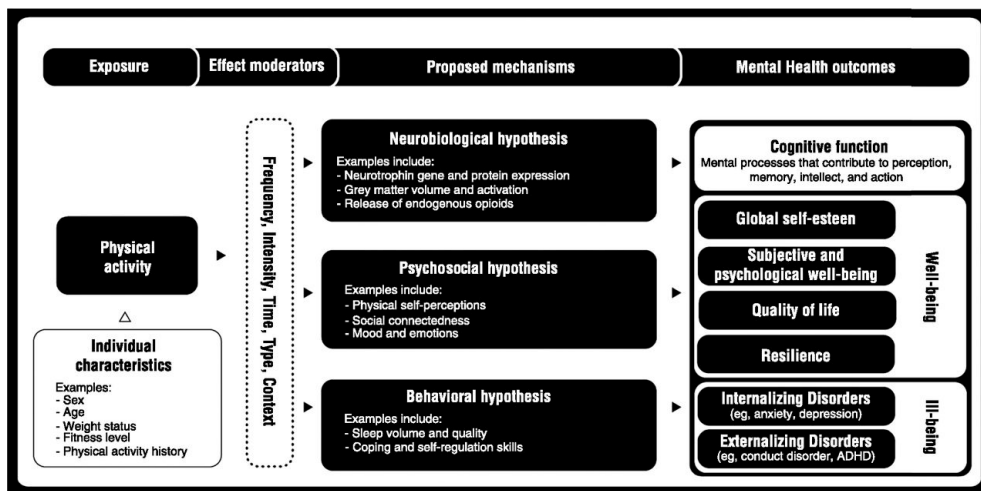 Exposure
Effect moderators
Proposed mechanisms
Mental Health outcomes
Physical
activity
Individual
characteristics
Examples:
- Sex
- Age
- Weight status
- Fitness level
- Physical activity history
Frequency, Intensity, Time, Type, Context
Neurobiological hypothesis
Examples include:
- Neurotrophin gene and protein expression
- Grey matter volume and activation
- Release of endogenous opioids
Psychosocial hypothesis
Examples include:
- Physical self-perceptions
- Social connectedness
- Mood and emotions
Behavioral hypothesis
Examples include:
- Sleep volume and quality
- Coping and self-regulation skills
Cognitive function
Mental processes that contribute to perception,
memory, intellect, and action
Global self-esteen
Subjective and
psychological well-being
Quality of life
Resilience
Well-being
Internalizing Disorders
(eg, anxiety, depression)
Externalizing Disorders
(eg, conduct disorder, ADHD)
Ill-being